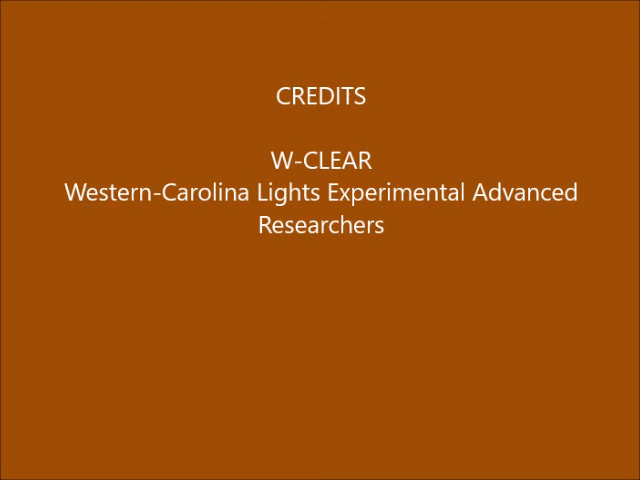 CREDITS
W-CLEAR
Western-Carolina Lights Experimental Advanced
Researchers